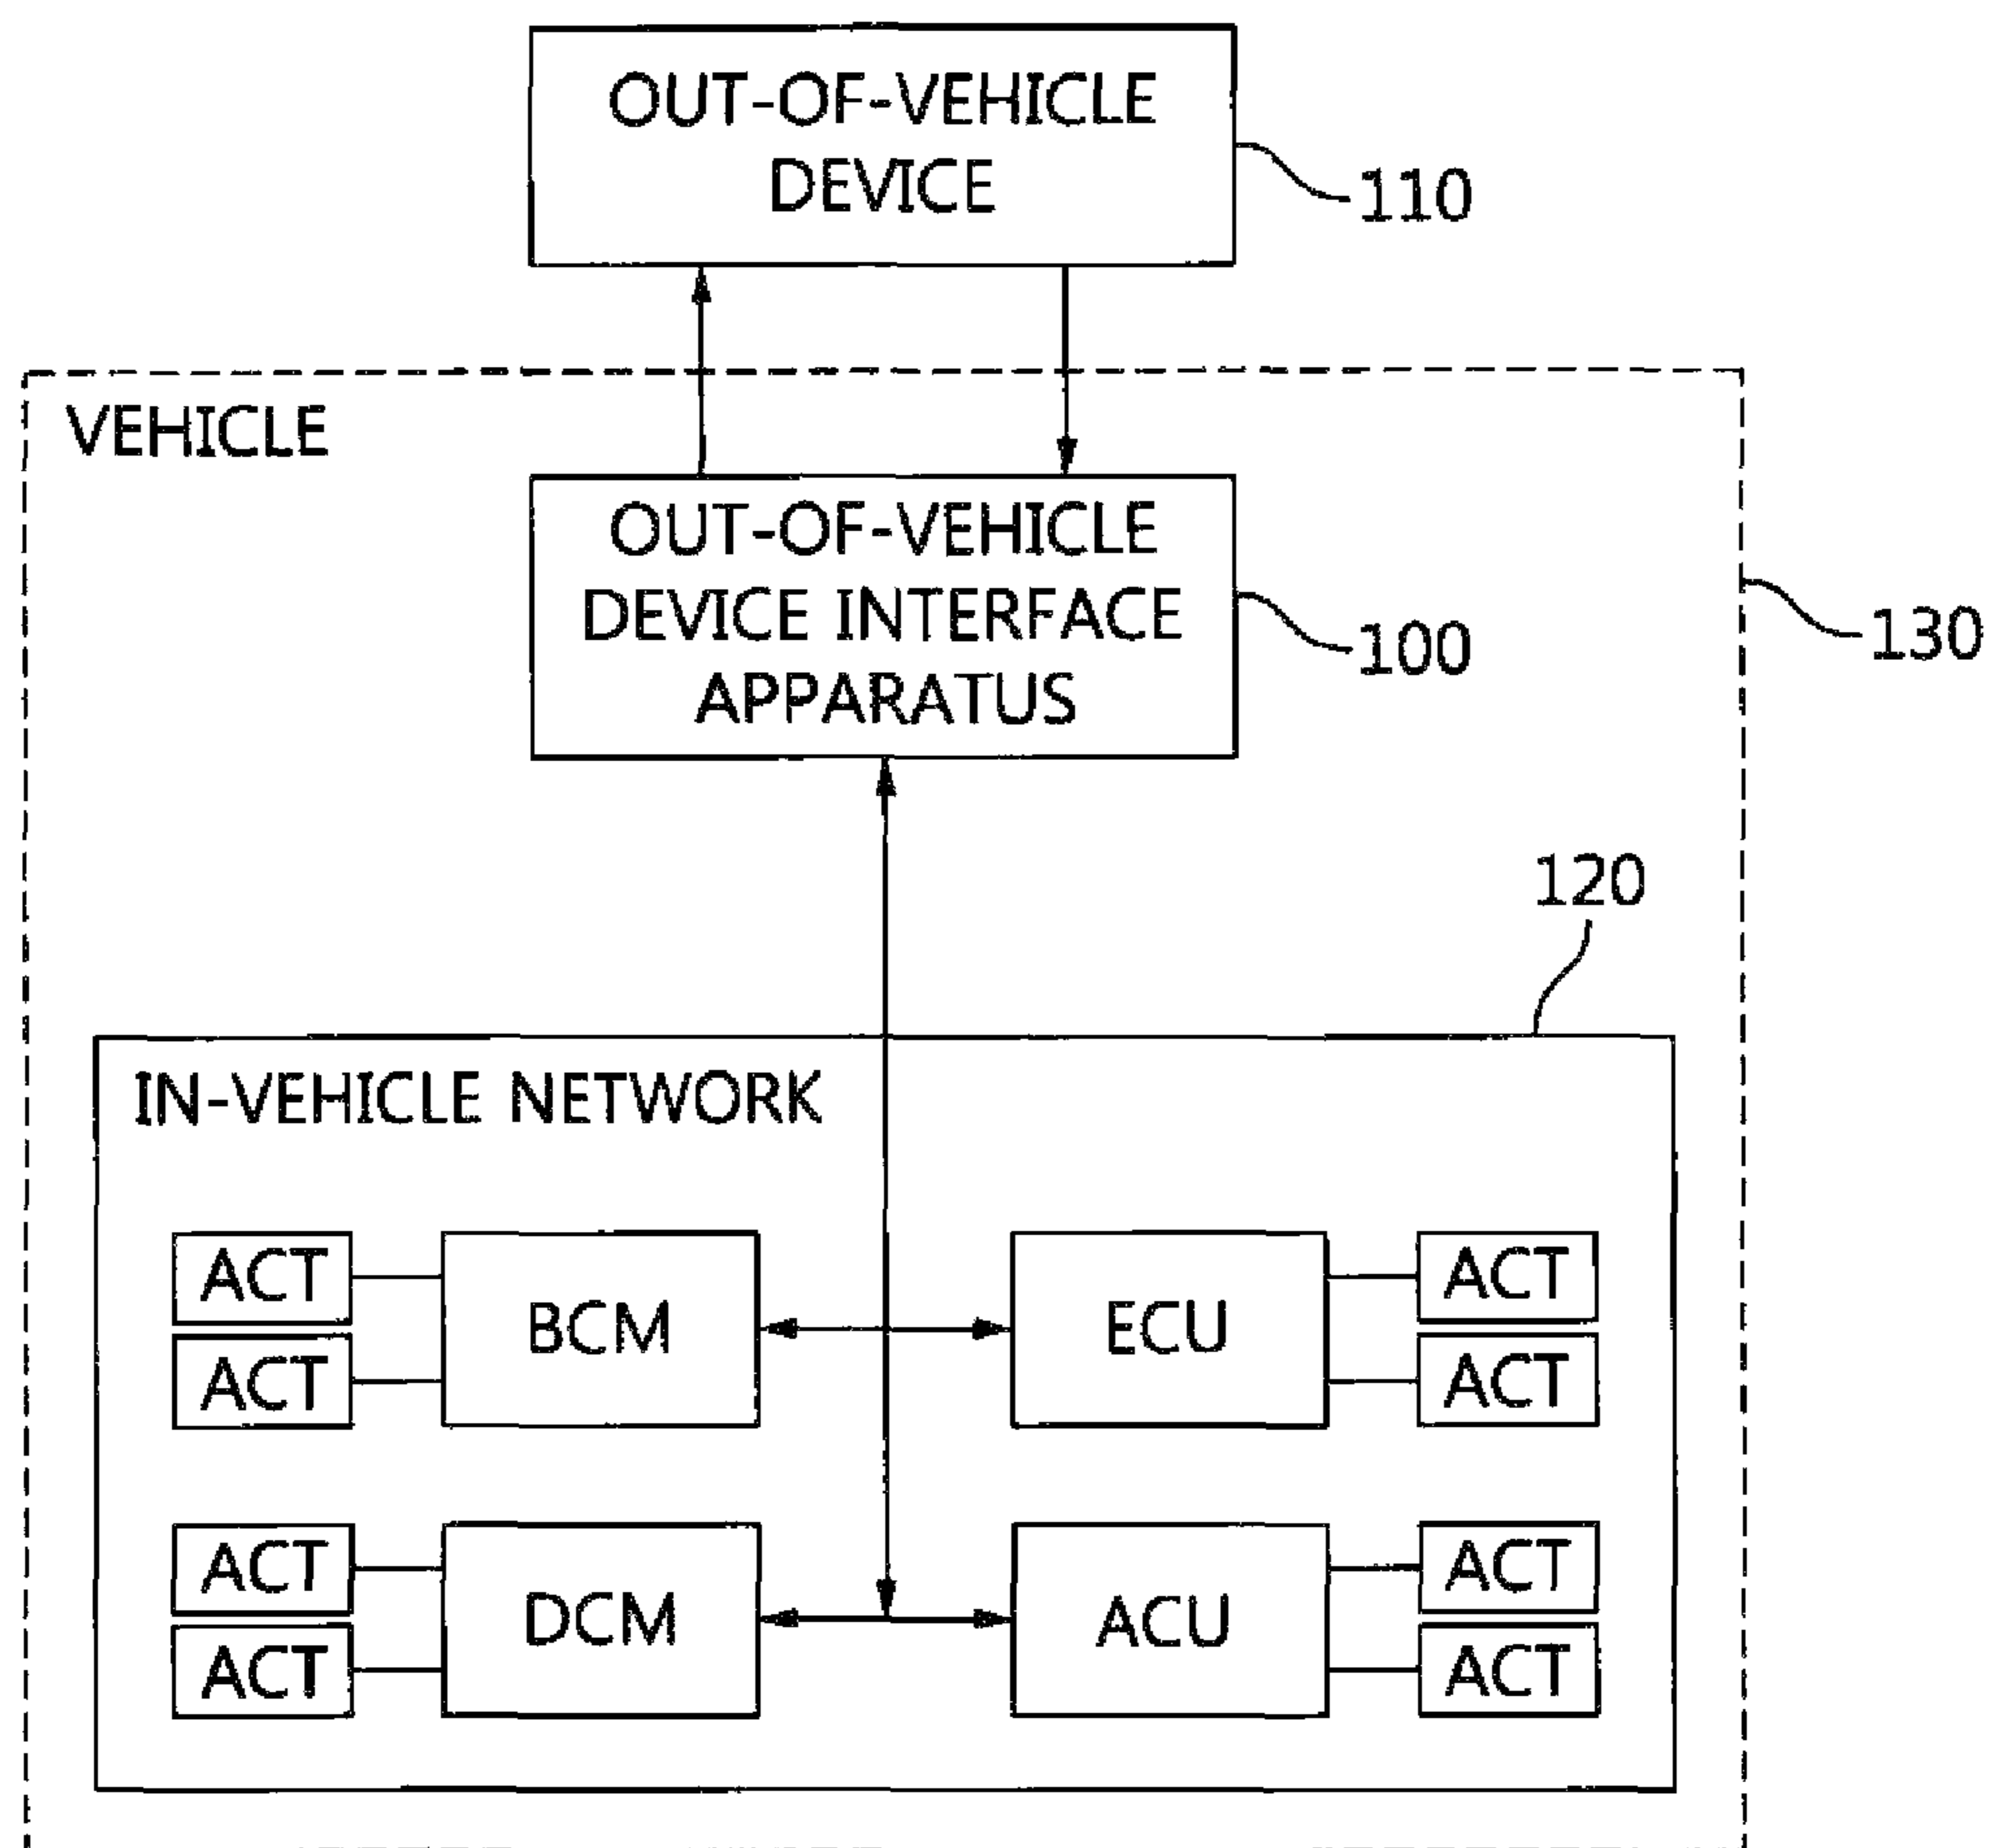 OUT-OF-VEHICLE
DEVICE
110
VEHICLE
OUT-OF-VEHICLE
DEVICE INTERFACE
APPARATUS
100
130
120
IN-VEHICLE NETWORK
ACT
ACT
BCM
ECU
ACT
ACT
ACT
ACT
DCM
ACU
ACT
ACT